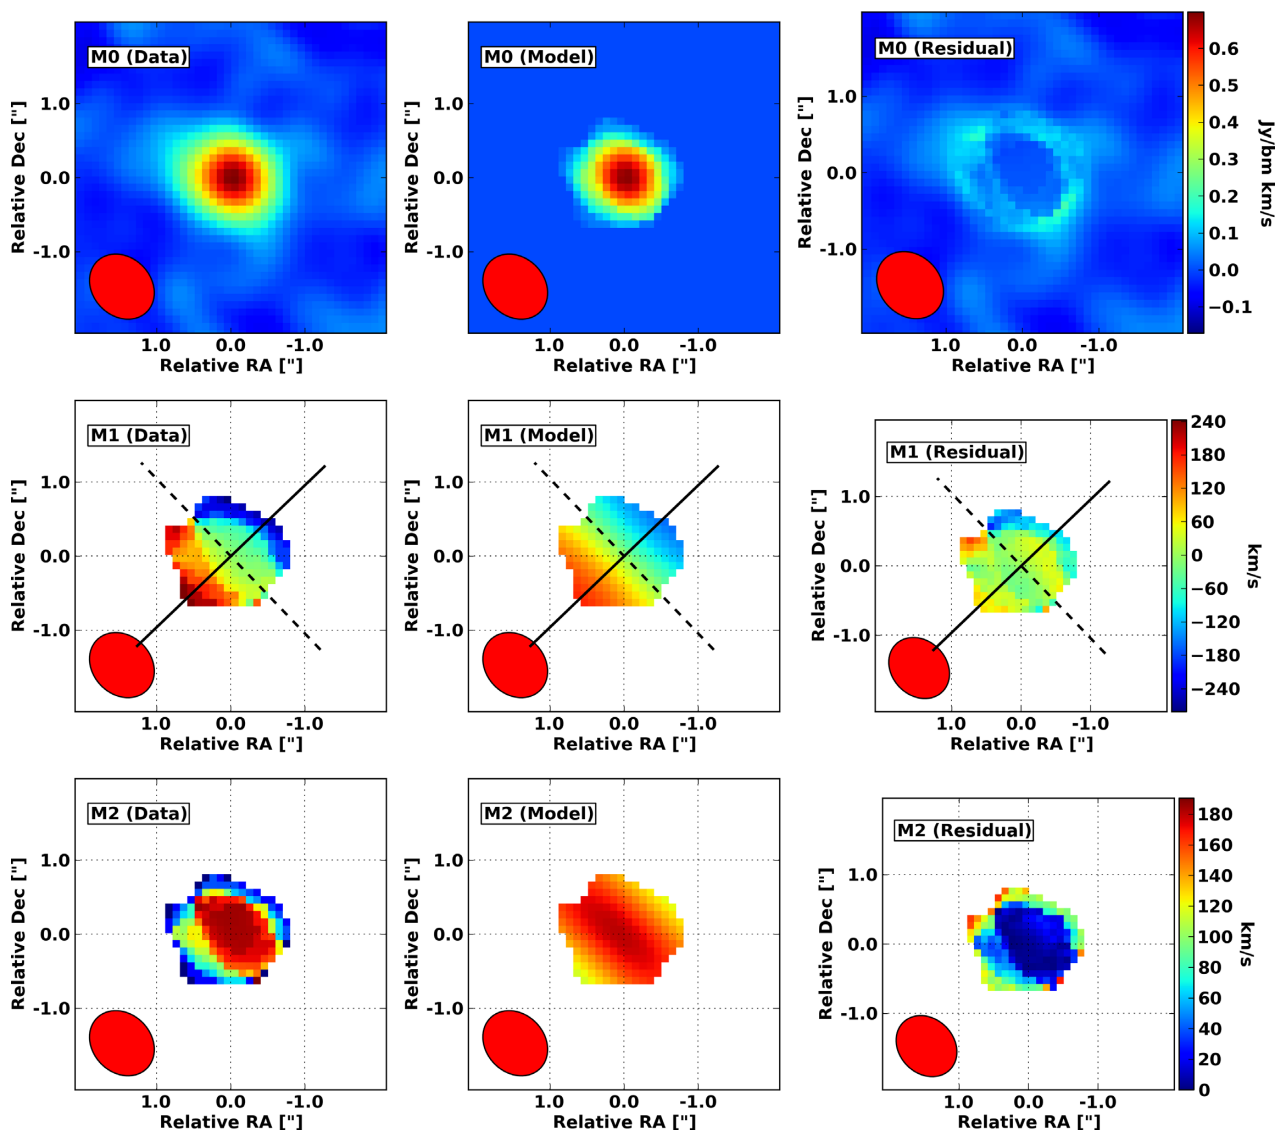 M0 (Data)
M0 (Model)
M0 (Residual)
Relative Dec ["]
1.0
0.0
-1.0
1.0 0.0 -1.0
Relative RA ["]
Relative Dec ["]
1.0
0.0
-1.0
1.0 0.0 -1.0
Relative RA ["]
Relative Dec ["]
1.0
0.0
-1.0
1.0 0.0 -1.0
Relative RA ["]
0.6
0.5
0.4
0.3
0.2
0.1
0.0
−0.1
Jy/bm km/s
M1 (Data)
M1 (Model)
M1 (Residual)
Relative Dec ["]
1.0
0.0
-1.0
1.0 0.0 -1.0
Relative RA ["]
Relative Dec ["]
1.0
0.0
-1.0
1.0 0.0 -1.0
Relative RA ["]
Relative Dec ["]
1.0
0.0
-1.0
1.0 0.0 -1.0
Relative RA ["]
240
180
120
60
0
−60
−120
−180
−240
km/s
M2 (Data)
M2 (Model)
M2 (Residual)
Relative Dec ["]
1.0
0.0
-1.0
1.0 0.0 -1.0
Relative RA ["]
Relative Dec ["]
1.0
0.0
-1.0
1.0 0.0 -1.0
Relative RA ["]
Relative Dec ["]
1.0
0.0
-1.0
1.0 0.0 -1.0
Relative RA ["]
180
160
140
120
100
80
60
40
20
0
km/s